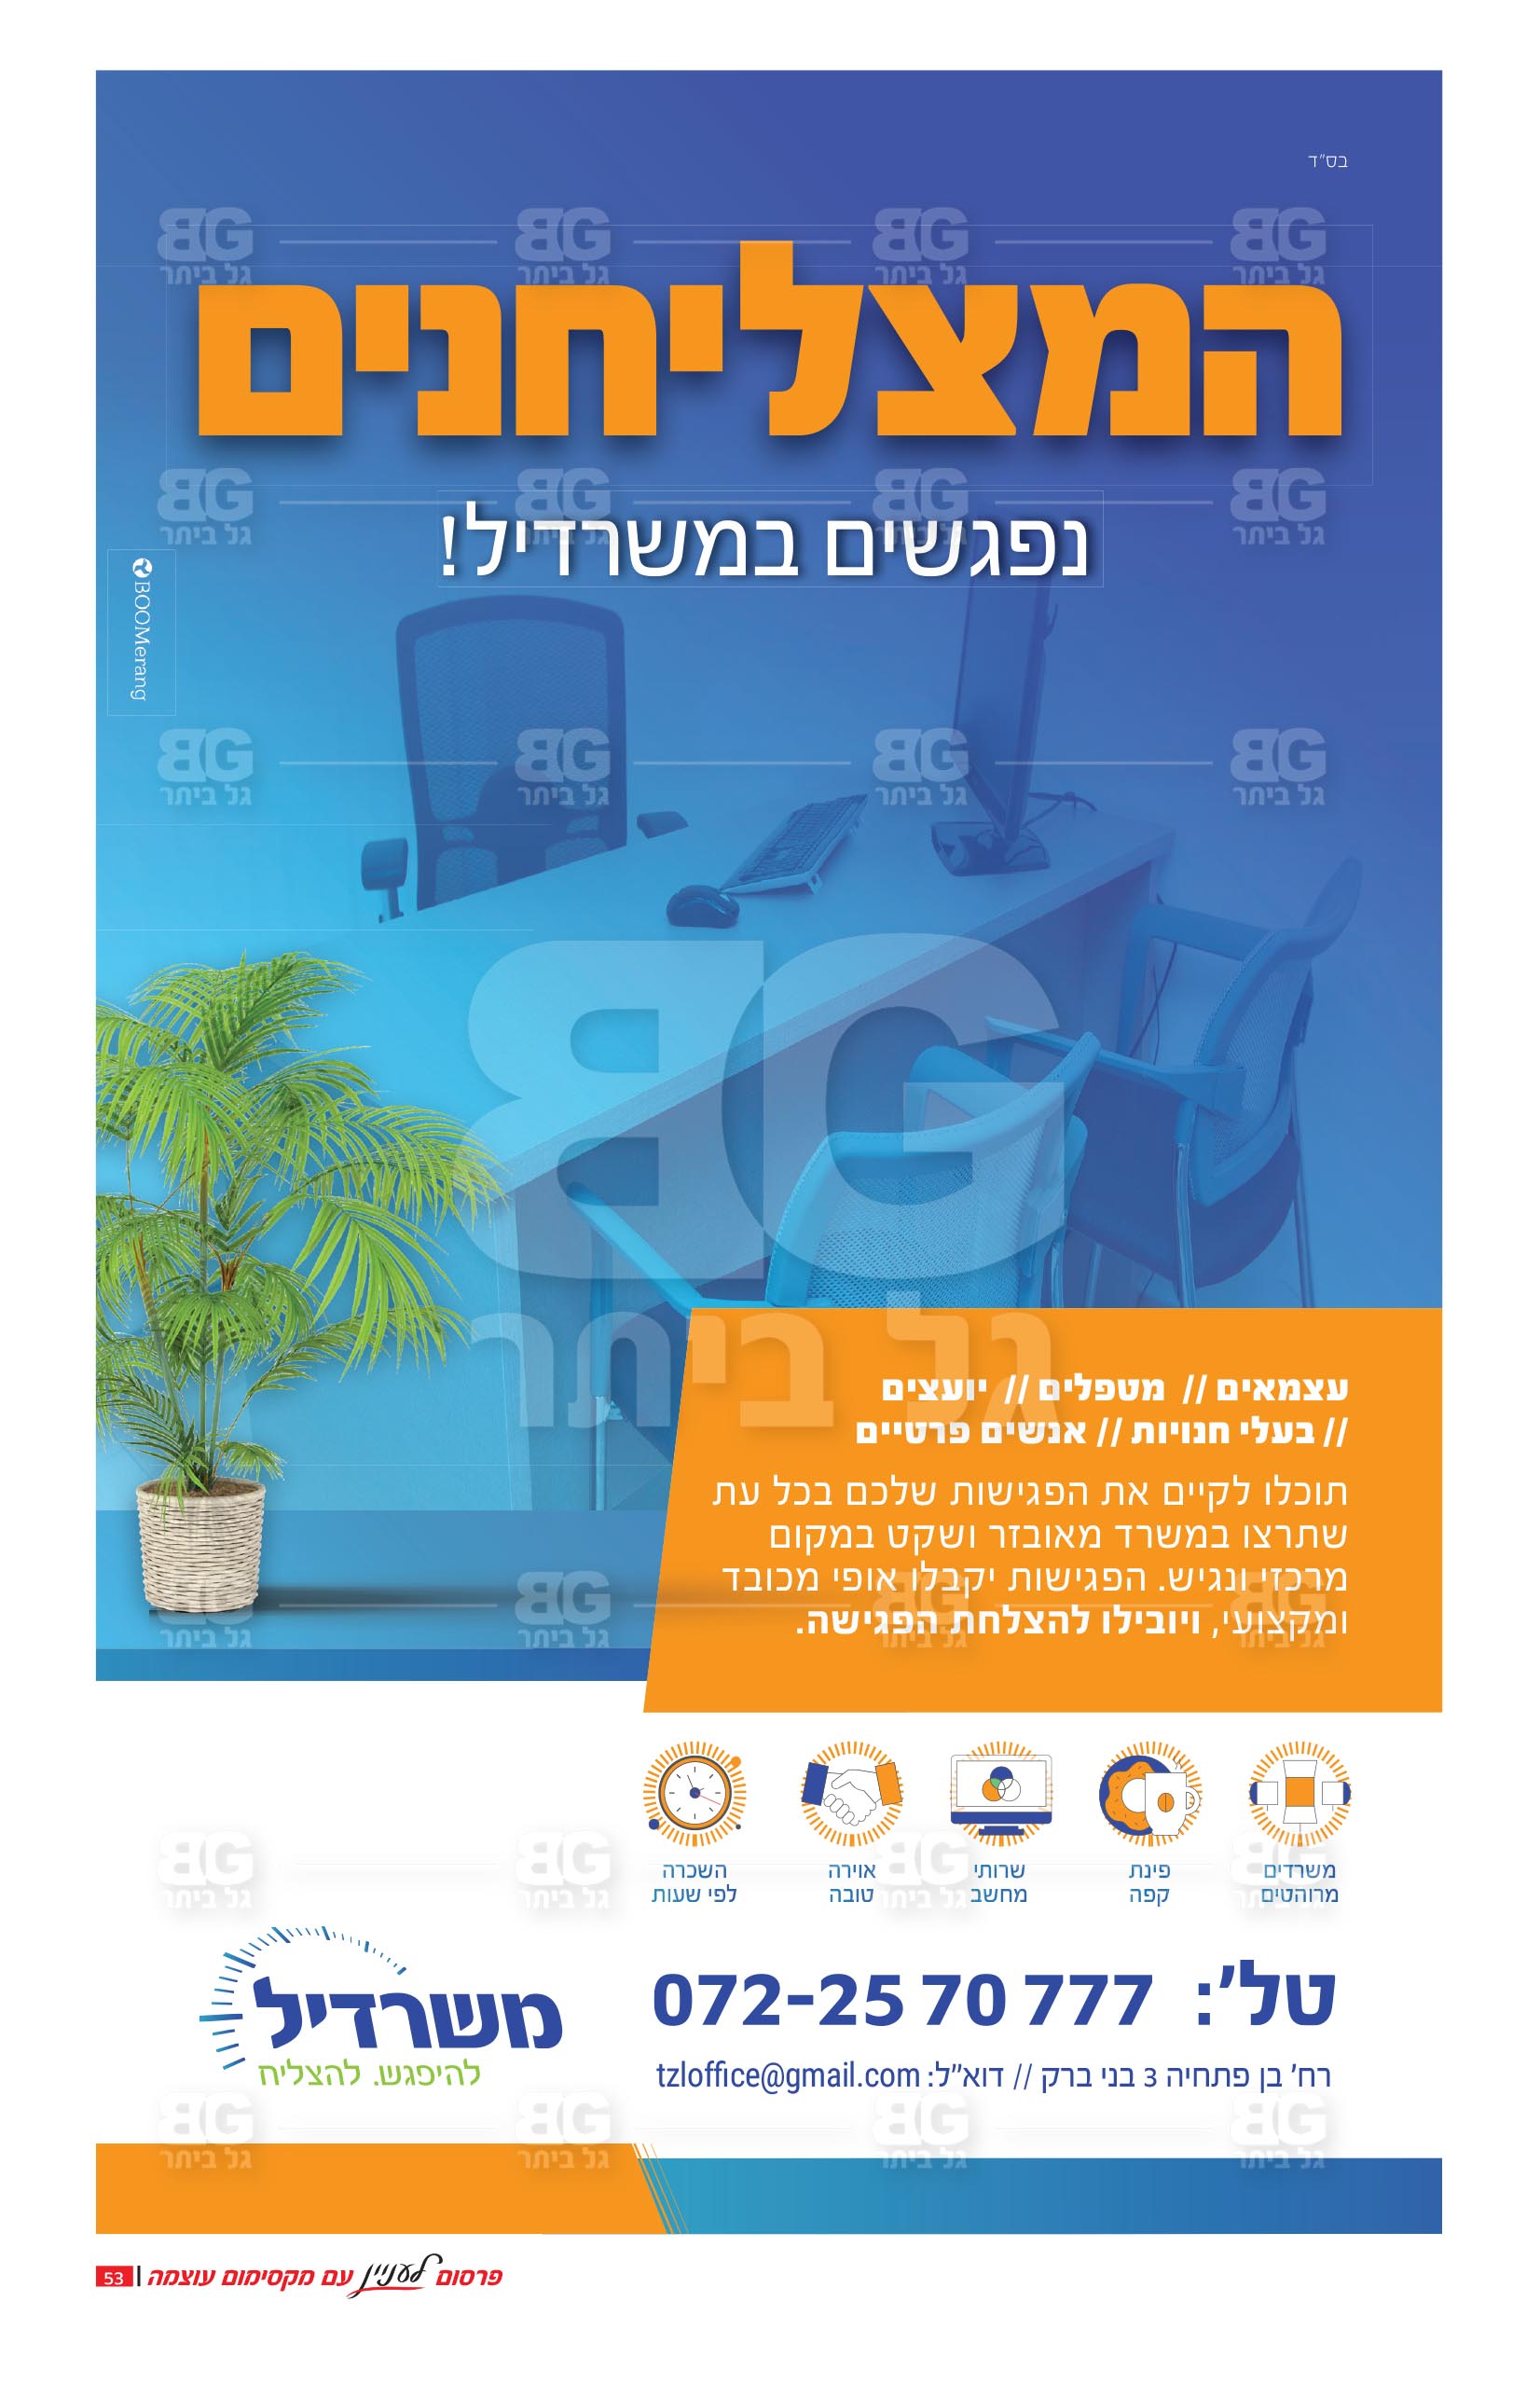 בס"ד
המצליחנים
נפגשים במשרדיל!
BOOMerang
BG
גל ביתר
עצמאים // מטפלים // יועצים
// בעלי חנויות // אנשים פרטיים
תוכלו לקיים את הפגישות שלכם בכל עת
שתרצו במשרד מאובזר ושקט במקום
מרכזי ונגיש. הפגישות יקבלו אופי מכובד
ומקצועי, ויובילו להצלחת הפגישה.
משרדים
מרוהטים
פינת
קפה
שרותי
מחשב
אוירה
טובה
השכרה
לפי שעות
טל': 072-25 70 777
רח' בן פתחיה 3 בני ברק // דוא"ל: tzloffice@gmail.com
משרדיל
להיפגש. להצליח
פרסום לעניין עם מקסימום עוצמה | 53